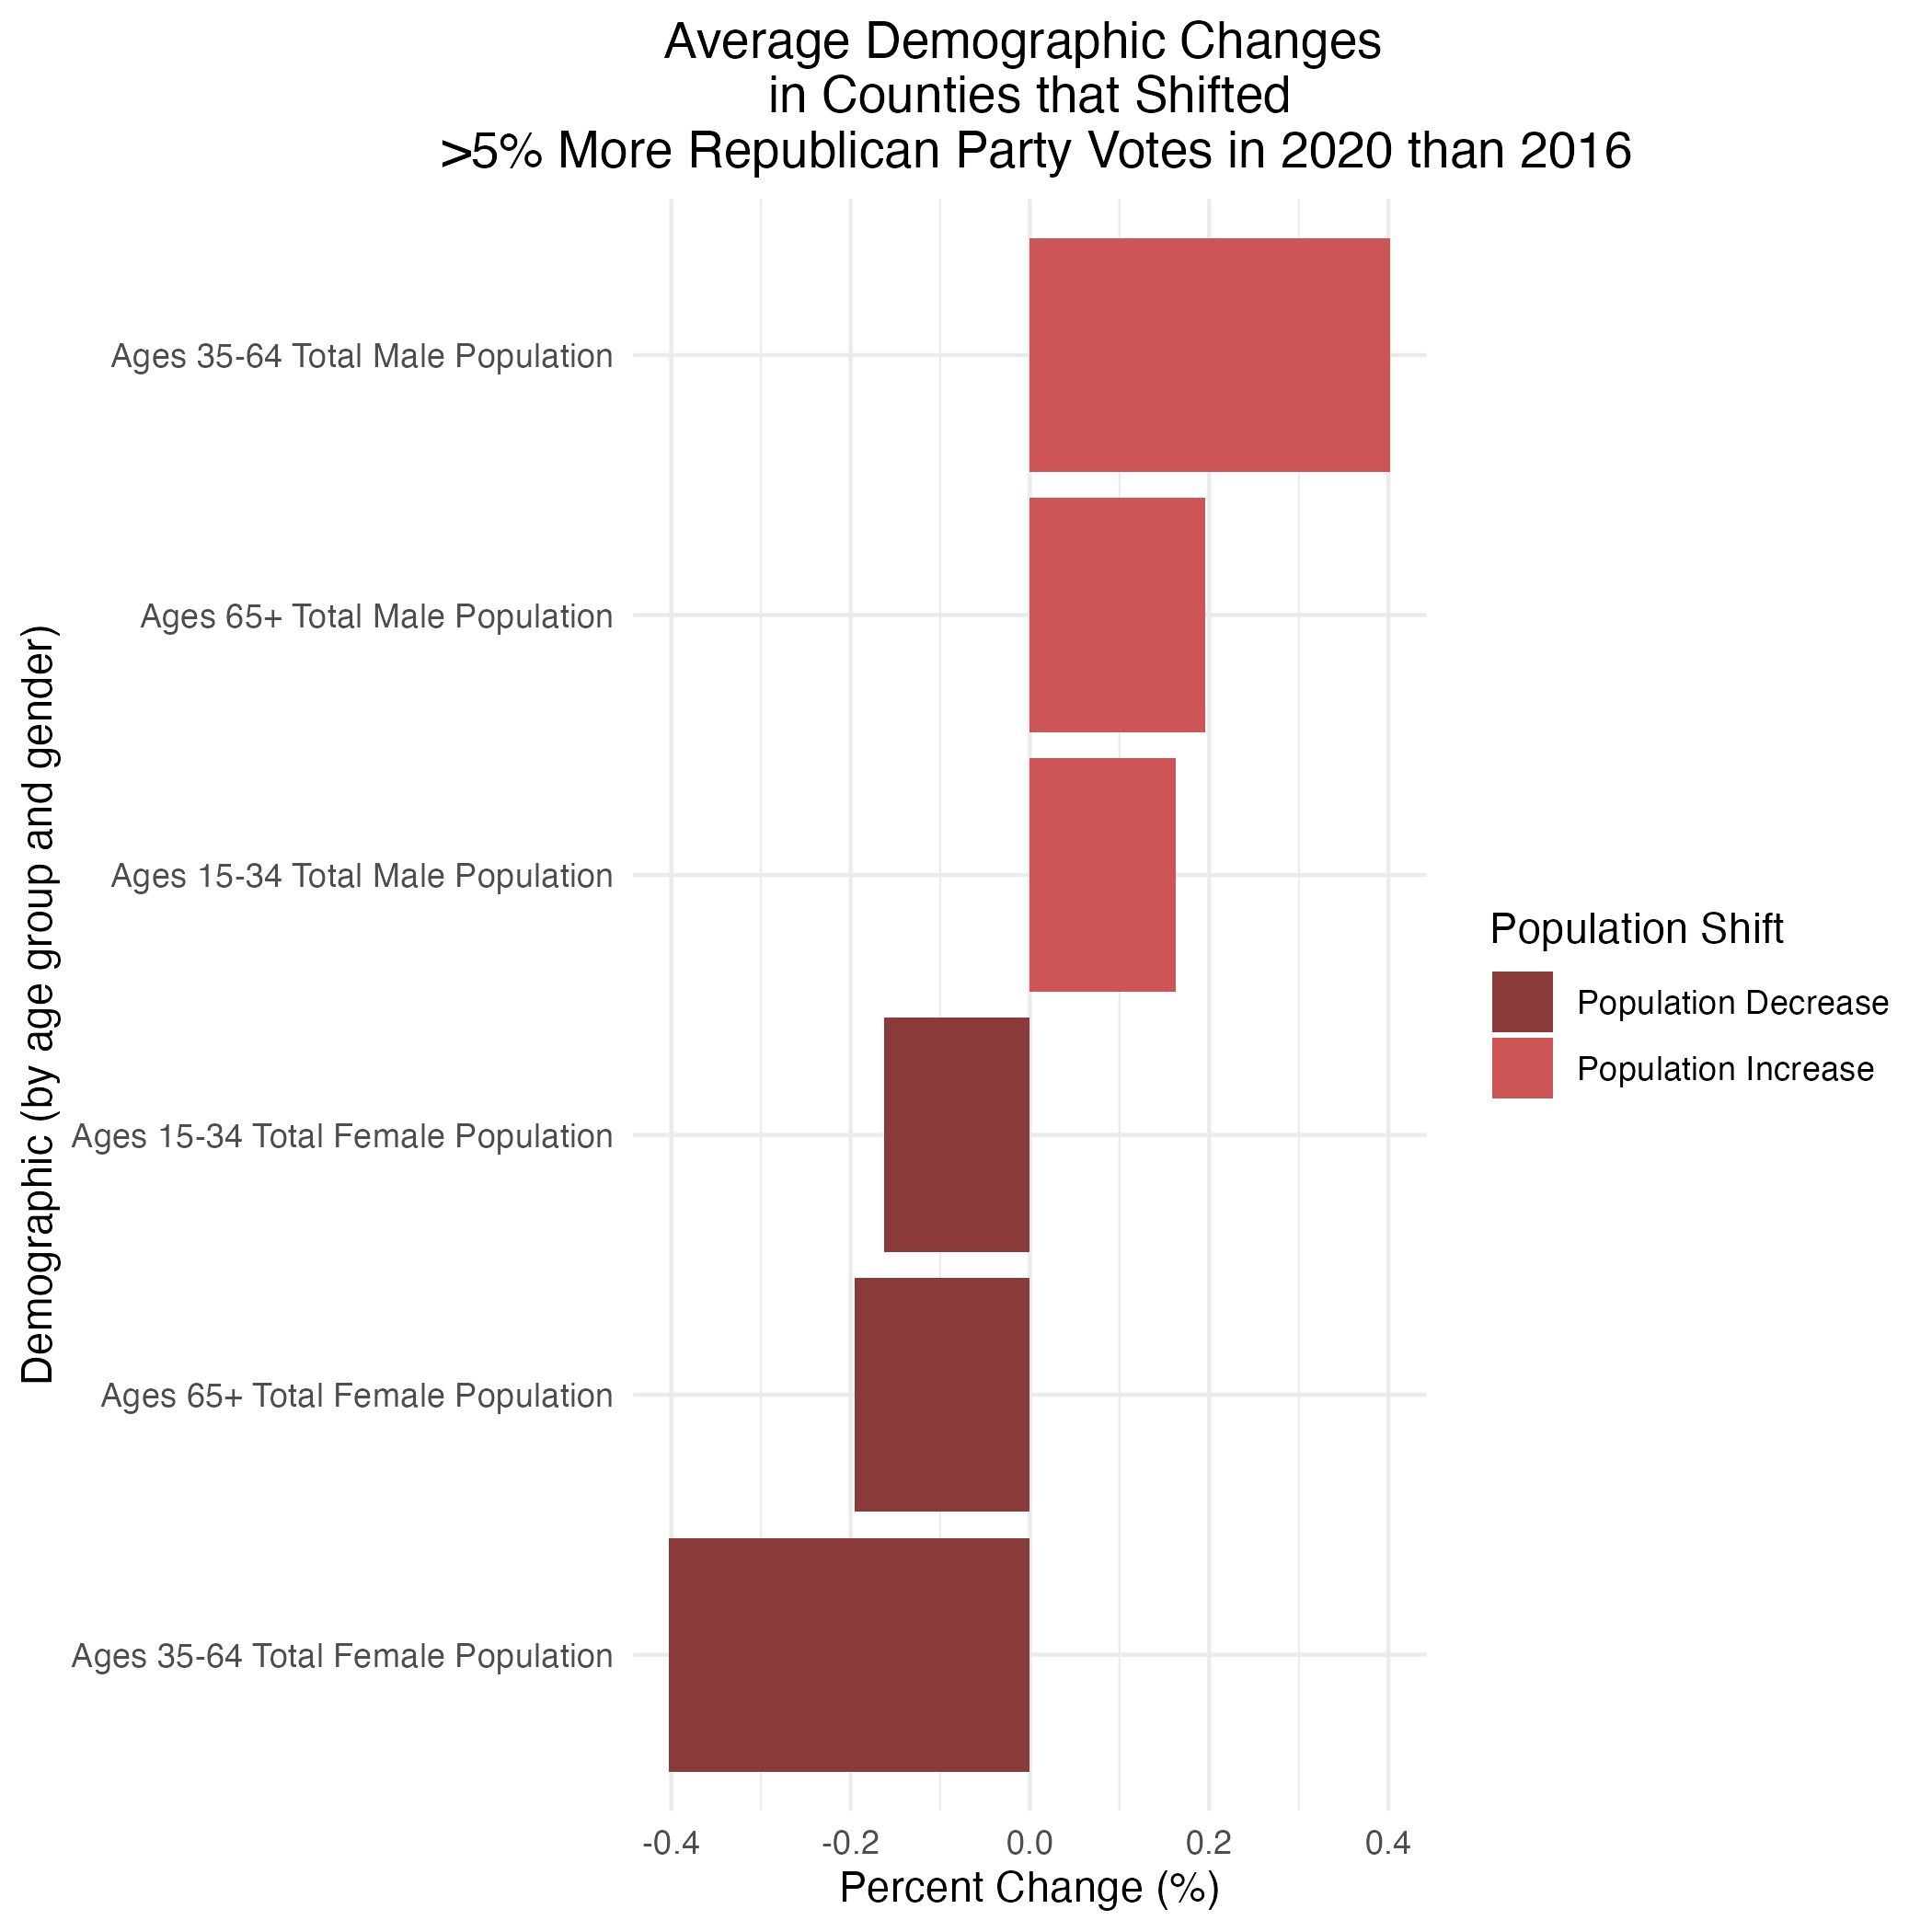 Average Demographic Changes
in Counties that Shifted
>5% More Republican Party Votes in 2020 than 2016
Demographic (by age group and gender)
Ages 35-64 Total Male Population
Ages 65+ Total Male Population
Ages 15-34 Total Male Population
Ages 15-34 Total Female Population
Ages 65+ Total Female Population
Ages 35-64 Total Female Population
-0.4 -0.2 0.0 0.2 0.4
Percent Change (%)
Population Shift
Population Decrease
Population Increase